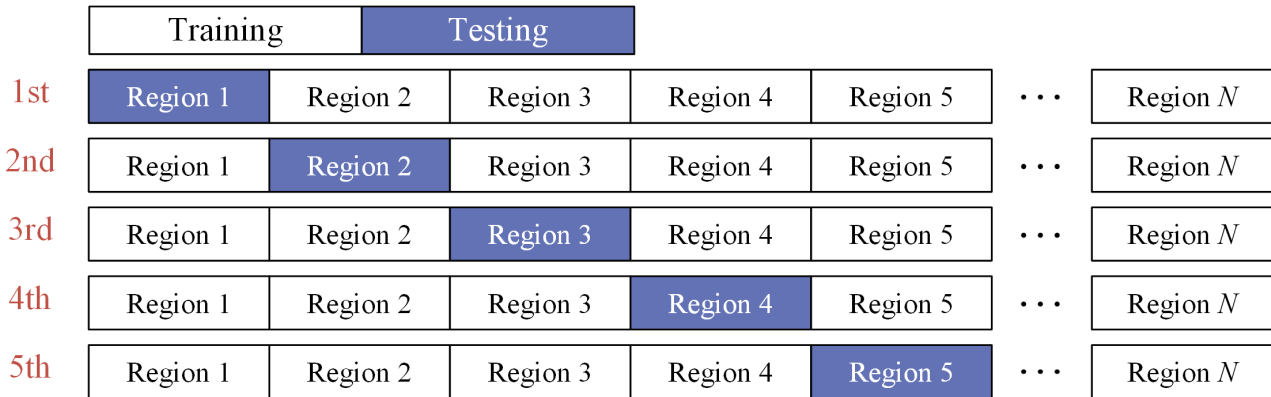 Training Testing
1st Region 1 Region 2 Region 3 Region 4 Region 5 ··· Region N
2nd Region 1 Region 2 Region 3 Region 4 Region 5 ··· Region N
3rd Region 1 Region 2 Region 3 Region 4 Region 5 ··· Region N
4th Region 1 Region 2 Region 3 Region 4 Region 5 ··· Region N
5th Region 1 Region 2 Region 3 Region 4 Region 5 ··· Region N